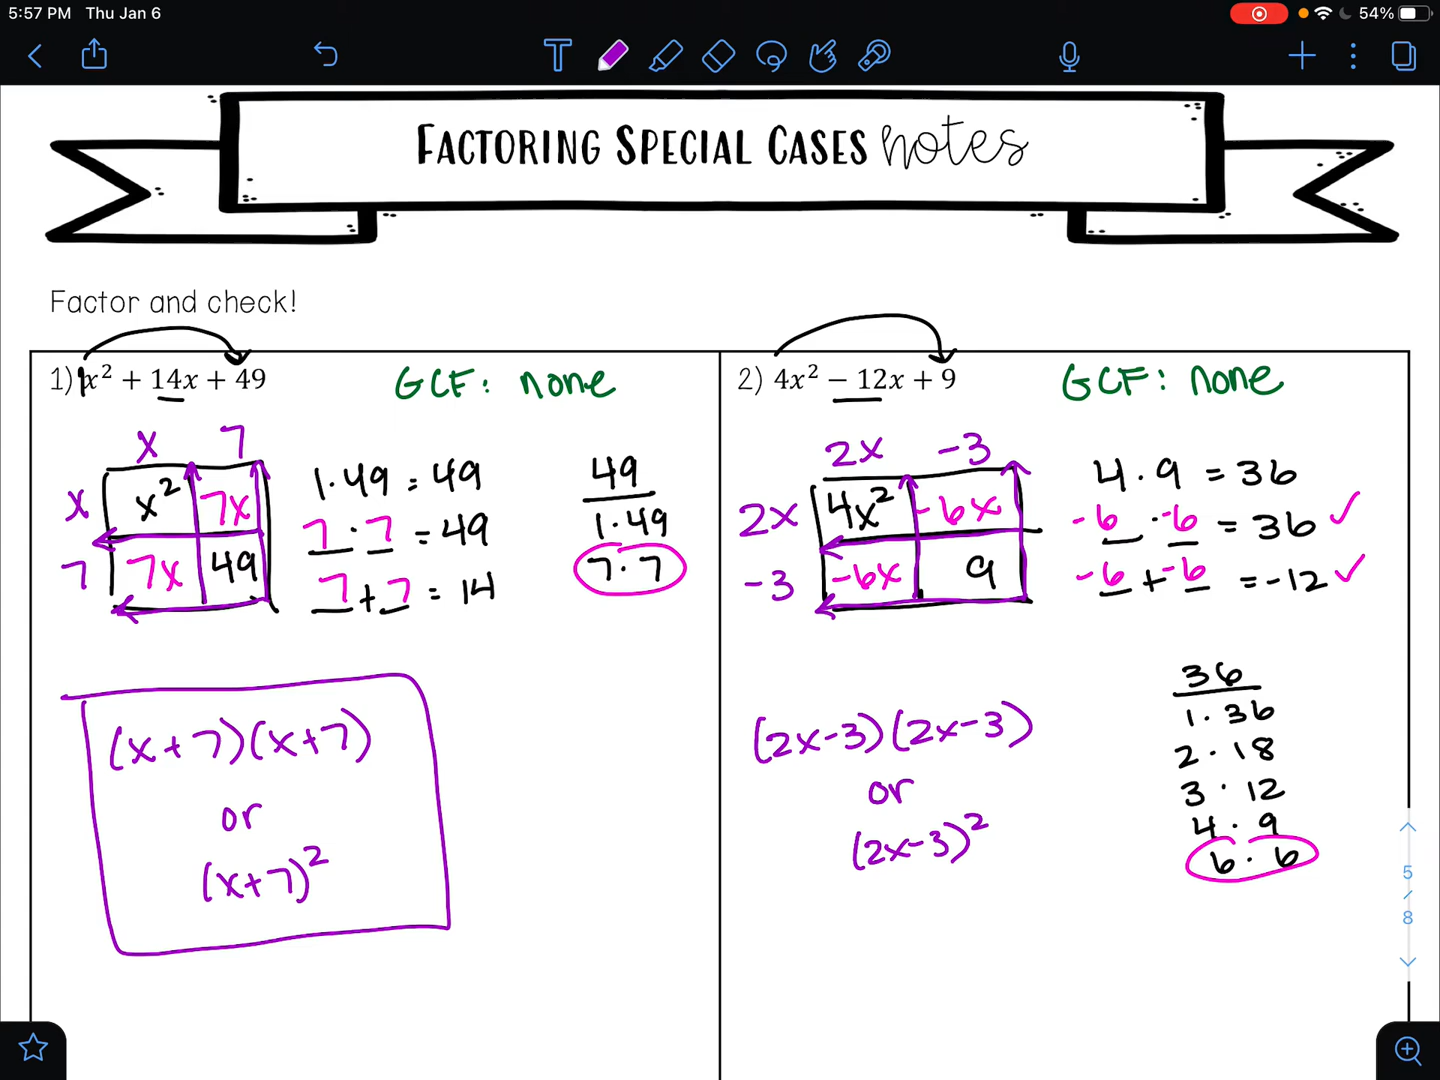 5:57 PM Thu Jan 6
54%
FACTORING SPECIAL CASES notes
Factor and check!
1) 1x² + 14x + 49
GCF: none
x 7
x x² 7x
7 7x 49
1·49 = 49
7 · 7 = 49
7 + 7 = 14
49
1·49
7·7
(x+7)(x+7)
or
(x+7)²
2) 4x² − 12x + 9
GCF: none
2x -3
2x 4x² -6x
-3 -6x 9
4·9 = 36
-6 · -6 = 36 ✓
-6 + -6 = -12 ✓
36
1·36
2·18
3·12
4·9
6·6
(2x-3)(2x-3)
or
(2x-3)²
5
/
8